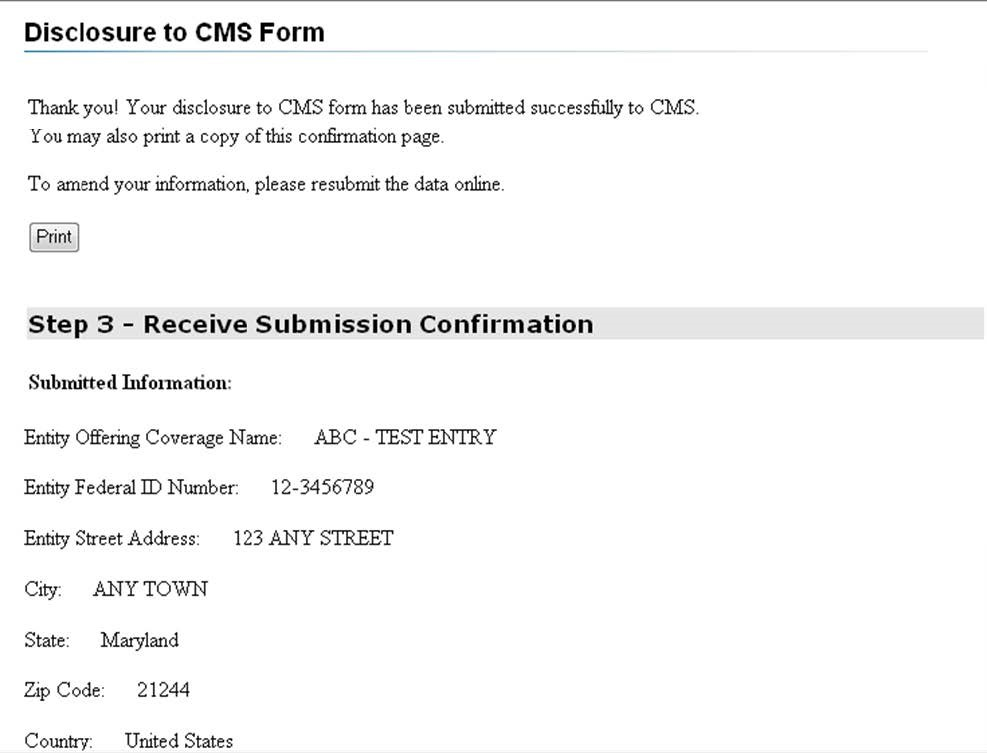 Disclosure to CMS Form
Thank you! Your disclosure to CMS form has been submitted successfully to CMS.
You may also print a copy of this confirmation page.
To amend your information, please resubmit the data online.
Print
Step 3 - Receive Submission Confirmation
Submitted Information:
Entity Offering Coverage Name: ABC - TEST ENTRY
Entity Federal ID Number: 12-3456789
Entity Street Address: 123 ANY STREET
City: ANY TOWN
State: Maryland
Zip Code: 21244
Country: United States